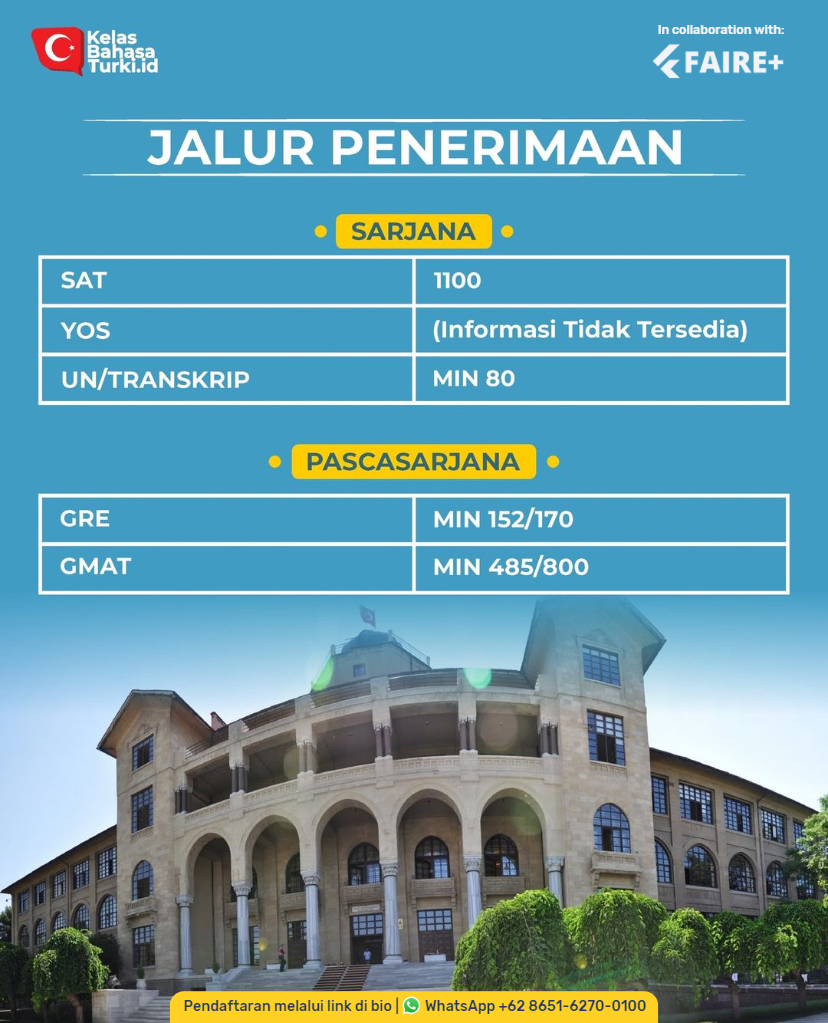 Kelas
Bahasa
Turki.id
In collaboration with:
FAIRE+
JALUR PENERIMAAN
SARJANA
SAT 1100
YOS (Informasi Tidak Tersedia)
UN/TRANSKRIP MIN 80
PASCASARJANA
GRE MIN 152/170
GMAT MIN 485/800
Pendaftaran melalui link di bio | WhatsApp +62 8651-6270-0100